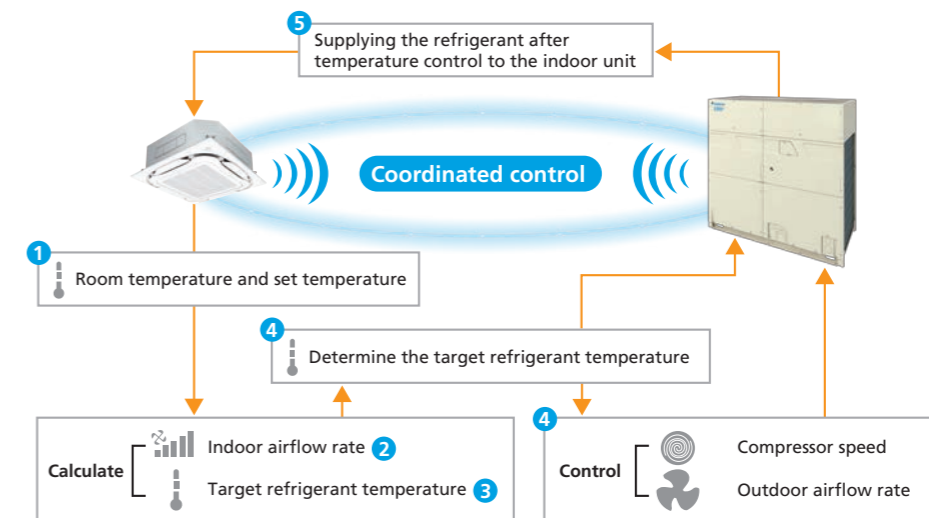 5
Supplying the refrigerant after
temperature control to the indoor unit
Coordinated control
1
Room temperature and set temperature
4
Determine the target refrigerant temperature
Calculate
Indoor airflow rate 2
Target refrigerant temperature 3
4
Control
Compressor speed
Outdoor airflow rate